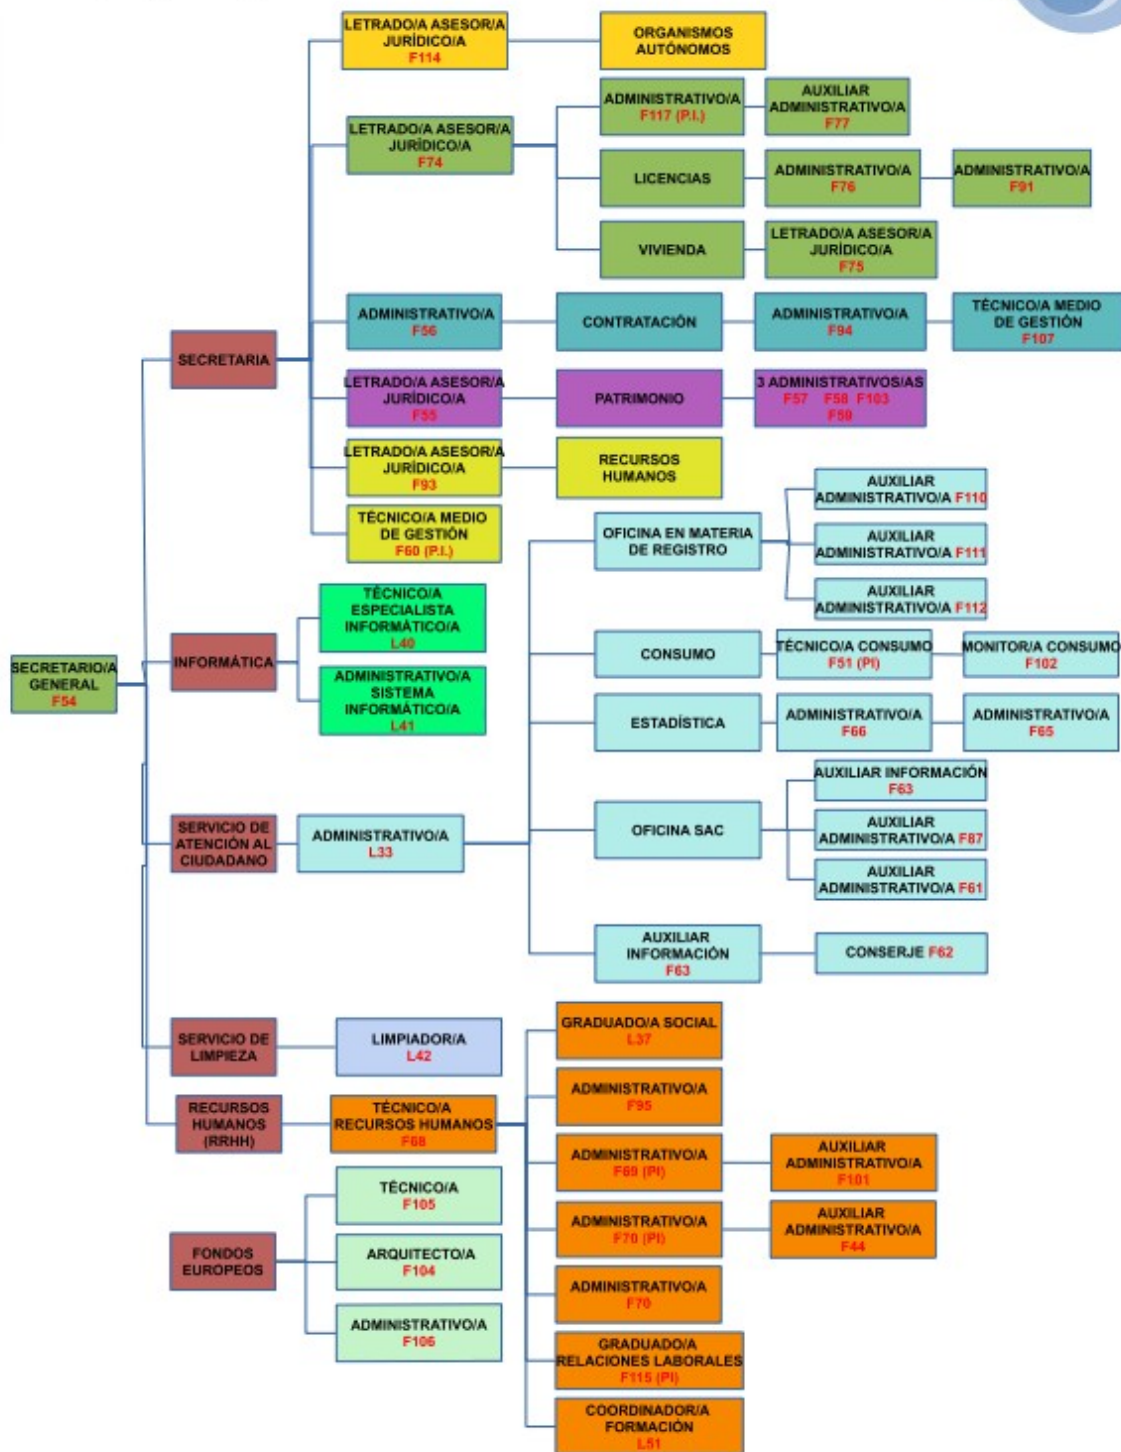 LETRADO/A ASESOR/A
JURÍDICO/A
F114
ORGANISMOS
AUTÓNOMOS
LETRADO/A ASESOR/A
JURÍDICO/A
F74
ADMINISTRATIVO/A
F117 (P.I.)
AUXILIAR
ADMINISTRATIVO/A
F77
LICENCIAS
ADMINISTRATIVO/A
F76
ADMINISTRATIVO/A
F91
VIVIENDA
LETRADO/A ASESOR/A
JURÍDICO/A
F75
SECRETARIA
ADMINISTRATIVO/A
F56
CONTRATACIÓN
ADMINISTRATIVO/A
F94
TÉCNICO/A MEDIO
DE GESTIÓN
F107
LETRADO/A ASESOR/A
JURÍDICO/A
F55
PATRIMONIO
3 ADMINISTRATIVOS/AS
F57 F58 F103
F59
LETRADO/A ASESOR/A
JURÍDICO/A
F93
RECURSOS
HUMANOS
TÉCNICO/A MEDIO
DE GESTIÓN
F60 (P.I.)
OFICINA EN MATERIA
DE REGISTRO
AUXILIAR
ADMINISTRATIVO/A F110
AUXILIAR
ADMINISTRATIVO/A F111
AUXILIAR
ADMINISTRATIVO/A F112
SECRETARIO/A
GENERAL
F54
INFORMÁTICA
TÉCNICO/A
ESPECIALISTA
INFORMÁTICO/A
L40
ADMINISTRATIVO/A
SISTEMA
INFORMÁTICO/A
L41
CONSUMO
TÉCNICO/A CONSUMO
F51 (PI)
MONITOR/A CONSUMO
F102
ESTADÍSTICA
ADMINISTRATIVO/A
F66
ADMINISTRATIVO/A
F65
SERVICIO DE
ATENCIÓN AL
CIUDADANO
ADMINISTRATIVO/A
L33
OFICINA SAC
AUXILIAR INFORMACIÓN
F63
AUXILIAR
ADMINISTRATIVO/A F87
AUXILIAR
ADMINISTRATIVO/A F61
AUXILIAR
INFORMACIÓN
F63
CONSERJE F62
SERVICIO DE
LIMPIEZA
LIMPIADOR/A
L42
RECURSOS
HUMANOS
(RRHH)
TÉCNICO/A
RECURSOS HUMANOS
F68
GRADUADO/A SOCIAL
L37
ADMINISTRATIVO/A
F95
ADMINISTRATIVO/A
F69 (PI)
AUXILIAR
ADMINISTRATIVO/A
F101
ADMINISTRATIVO/A
F70 (PI)
AUXILIAR
ADMINISTRATIVO/A
F44
ADMINISTRATIVO/A
F70
GRADUADO/A
RELACIONES LABORALES
F115 (PI)
COORDINADOR/A
FORMACIÓN
L51
FONDOS
EUROPEOS
TÉCNICO/A
F105
ARQUITECTO/A
F104
ADMINISTRATIVO/A
F106